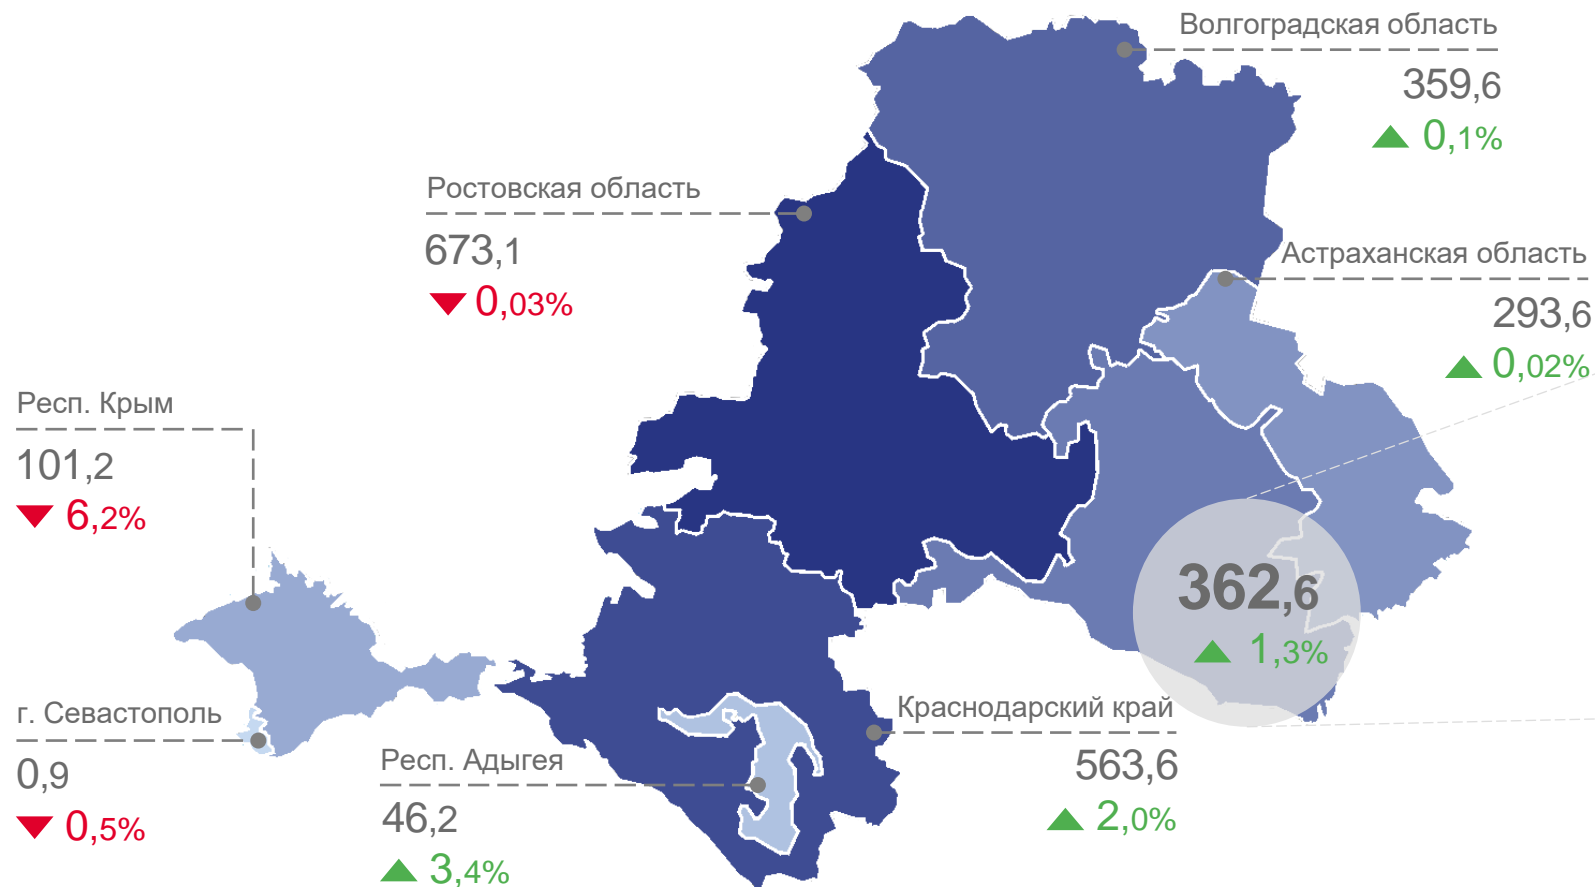 Волгоградская область
359,6
▲ 0,1%
Ростовская область
673,1
▼ 0,03%
Астраханская область
293,6
▲ 0,02%
Респ. Крым
101,2
▼ 6,2%
362,6
▲ 1,3%
г. Севастополь
0,9
▼ 0,5%
Респ. Адыгея
46,2
▲ 3,4%
Краснодарский край
563,6
▲ 2,0%